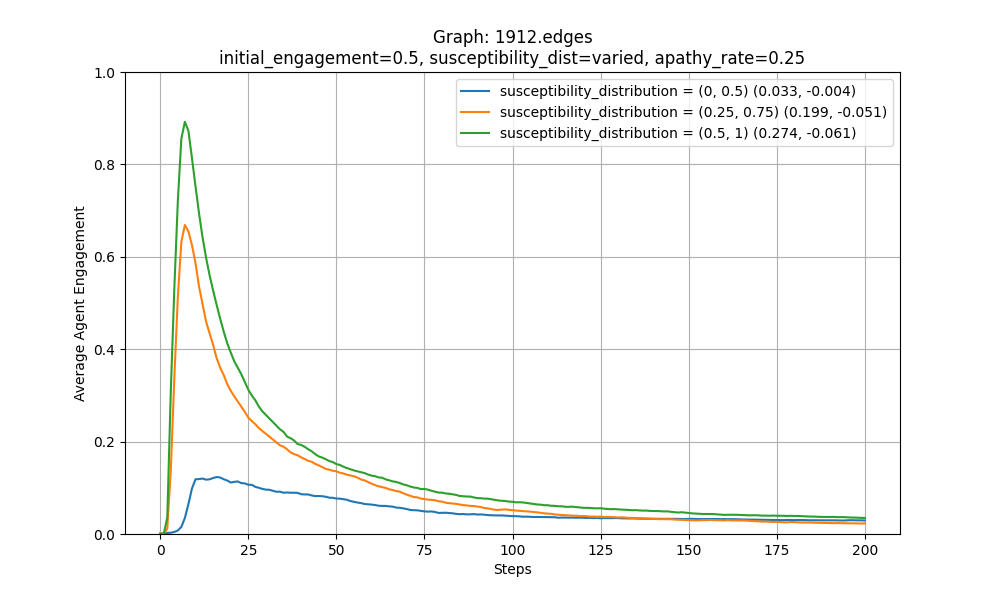 Graph: 1912.edges
initial_engagement=0.5, susceptibility_dist=varied, apathy_rate=0.25
susceptibility_distribution = (0, 0.5) (0.033, -0.004)
susceptibility_distribution = (0.25, 0.75) (0.199, -0.051)
susceptibility_distribution = (0.5, 1) (0.274, -0.061)
1.0
0.8
0.6
0.4
0.2
0.0
Average Agent Engagement
0 25 50 75 100 125 150 175 200
Steps